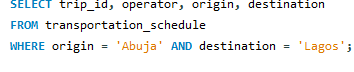 SELECT trip_id, operator, origin, destination
FROM transportation_schedule
WHERE origin = 'Abuja' AND destination = 'Lagos';